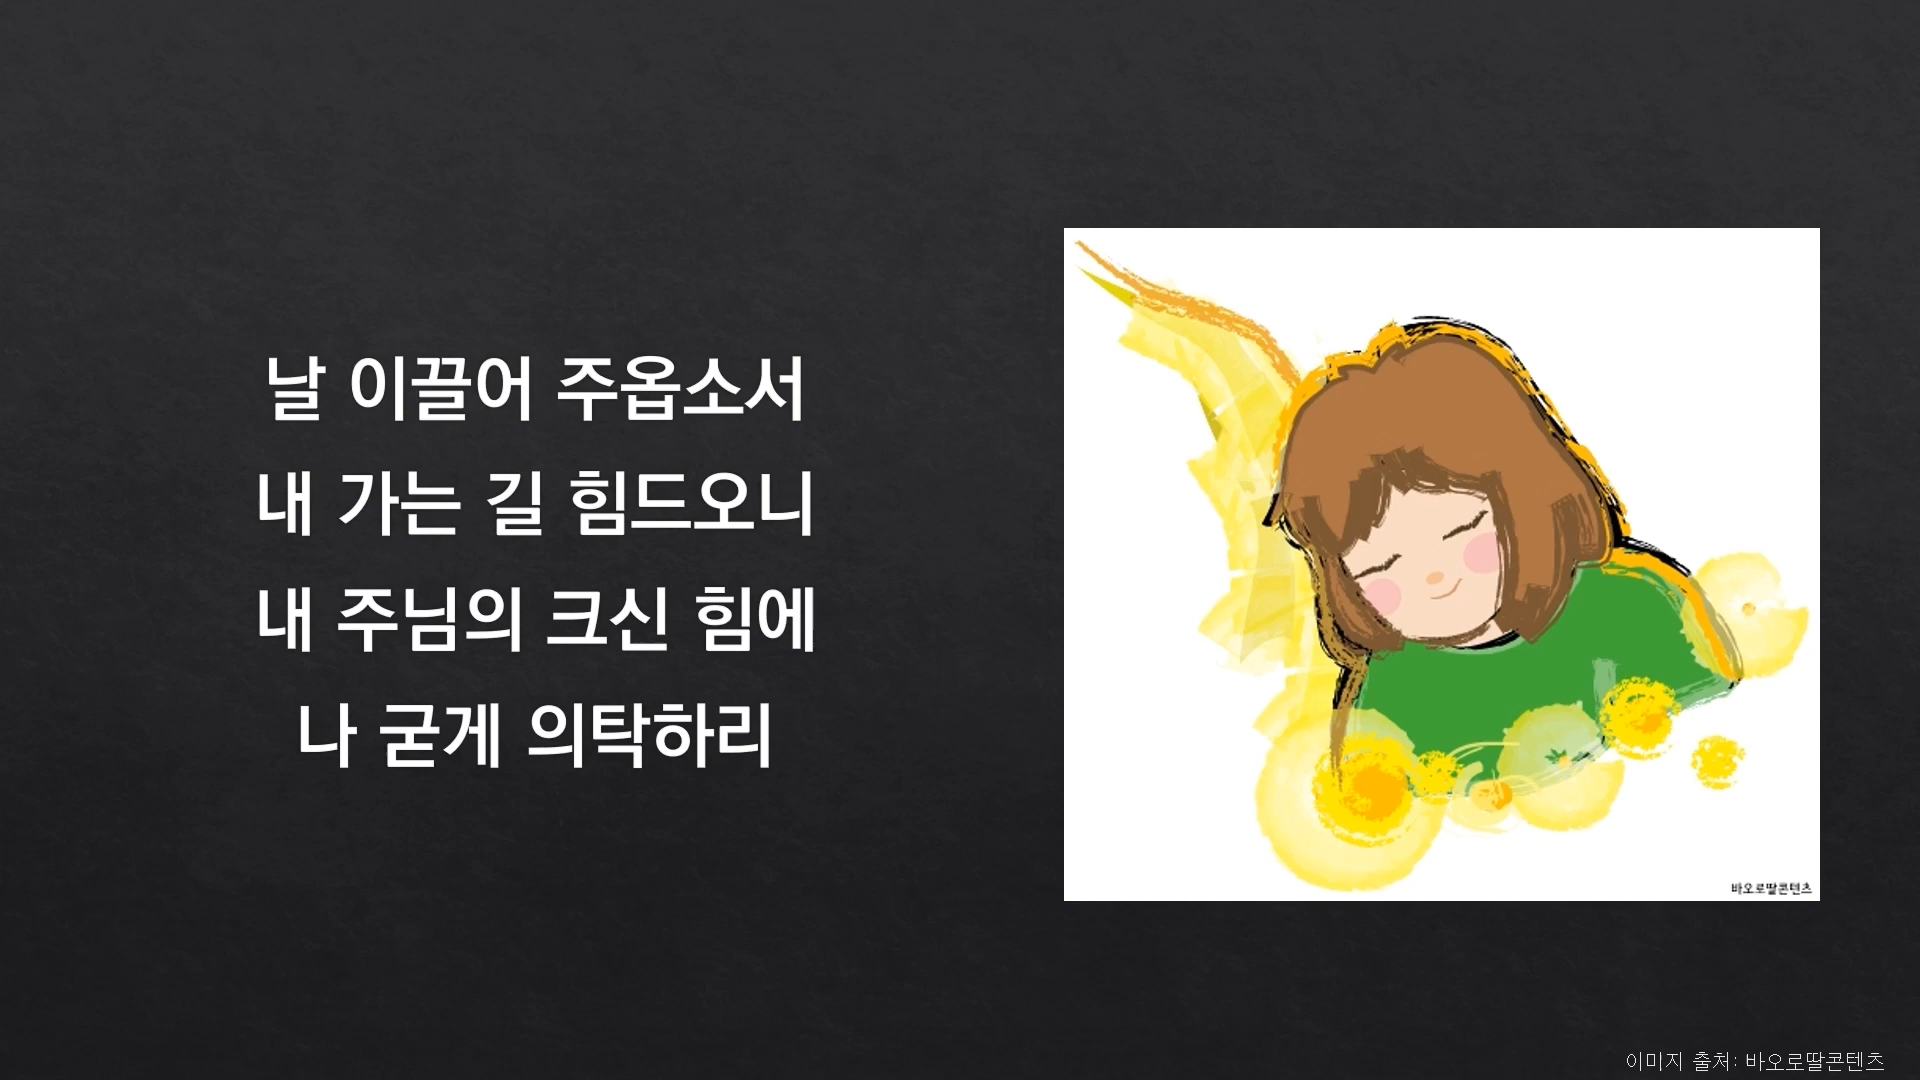 날 이끌어 주옵소서
내 가는 길 힘드오니
내 주님의 크신 힘에
나 굳게 의탁하리
바오로딸콘텐츠
이미지 출처: 바오로딸콘텐츠